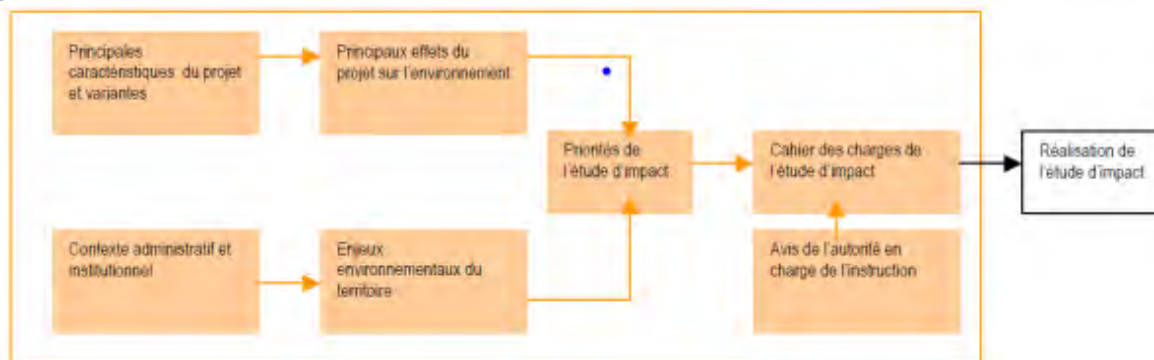 Principales
caractéristiques du projet
et variantes
Principaux effets du
projet sur l'environnement
Priorités de
l'étude d'impact
Cahier des charges de
l'étude d'impact
Réalisation de
l'étude d'impact
Contexte administratif et
institutionnel
Enjeux
environnementaux du
territoire
Avis de l'autorité en
charge de l'instruction